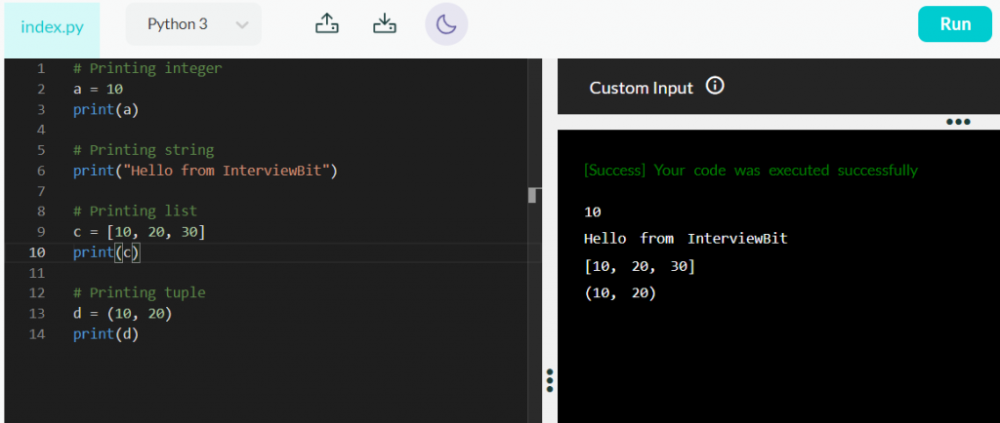 index.py
Python 3
Run
1 # Printing integer
2 a = 10
3 print(a)
4
5 # Printing string
6 print("Hello from InterviewBit")
7
8 # Printing list
9 c = [10, 20, 30]
10 print(c)
11
12 # Printing tuple
13 d = (10, 20)
14 print(d)
Custom Input
[Success] Your code was executed successfully
10
Hello from InterviewBit
[10, 20, 30]
(10, 20)